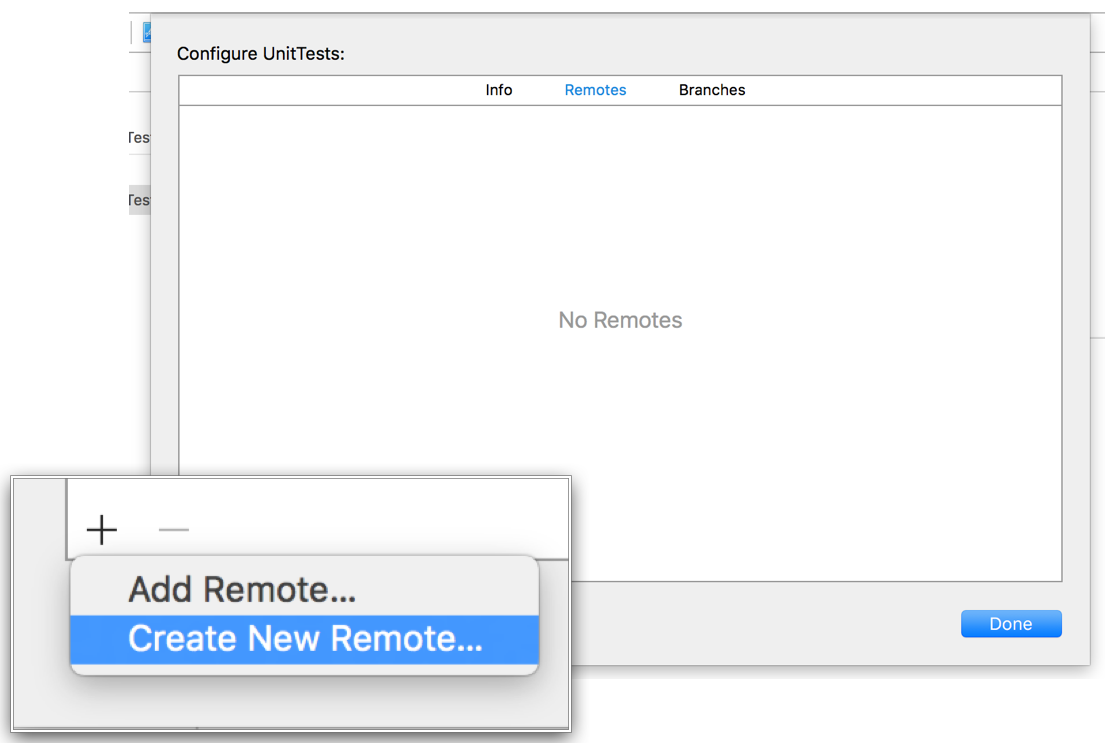 Configure UnitTests:
Info Remotes Branches
Tes
Tes
No Remotes
Add Remote...
Create New Remote...
Done